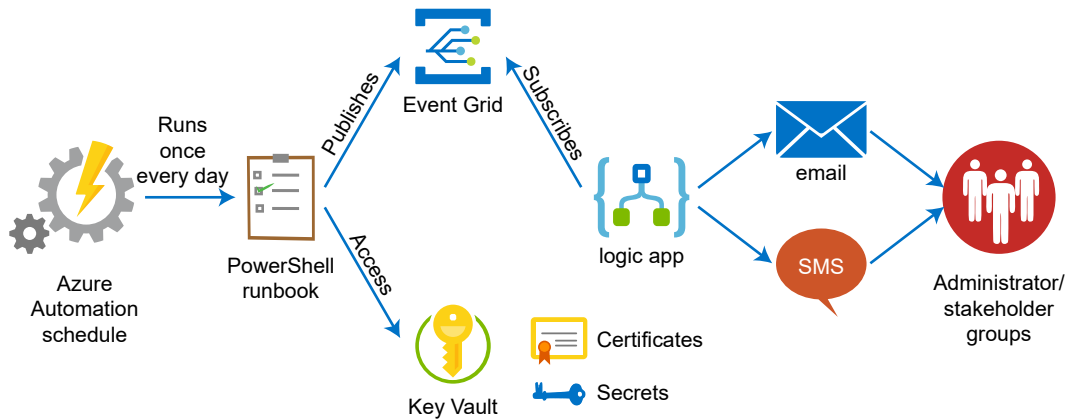 Azure
Automation
schedule
Runs
once
every day
PowerShell
runbook
Publishes
Access
Event Grid
Key Vault
Certificates
Secrets
Subscribes
logic app
email
SMS
Administrator/
stakeholder
groups